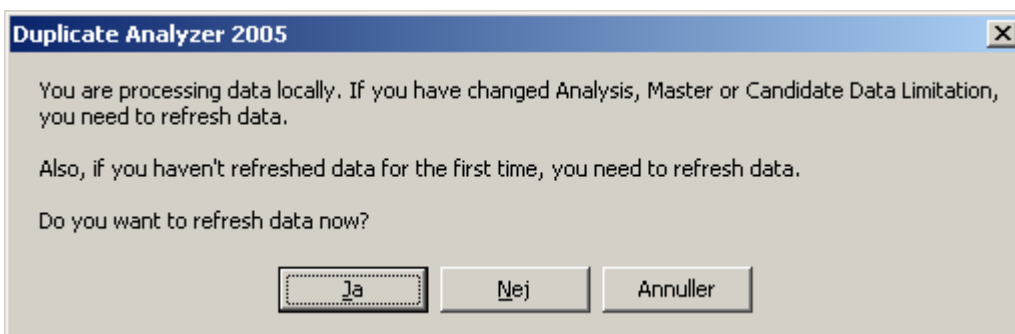 Duplicate Analyzer 2005
You are processing data locally. If you have changed Analysis, Master or Candidate Data Limitation,
you need to refresh data.
Also, if you haven't refreshed data for the first time, you need to refresh data.
Do you want to refresh data now?
Ja Nej Annuller